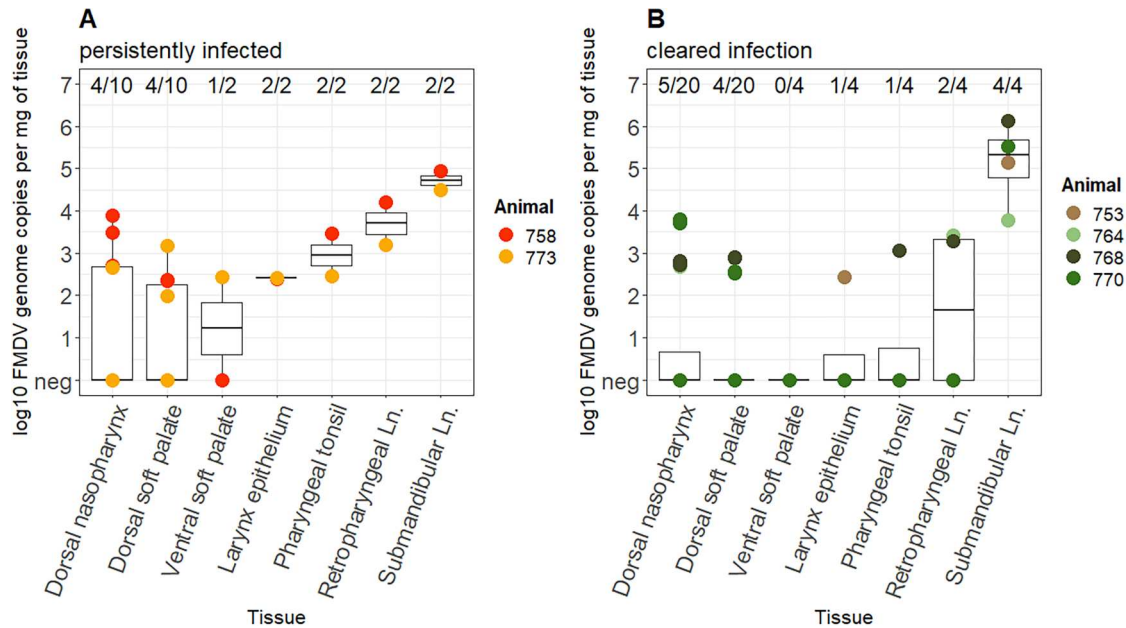 A
persistently infected
4/10 4/10 1/2 2/2 2/2 2/2 2/2
log10 FMDV genome copies per mg of tissue
7
6
5
4
3
2
1
neg
Dorsal nasopharynx
Dorsal soft palate
Ventral soft palate
Larynx epithelium
Pharyngeal tonsil
Retropharyngeal Ln.
Submandibular Ln.
Tissue
Animal
758
773
B
cleared infection
5/20 4/20 0/4 1/4 1/4 2/4 4/4
log10 FMDV genome copies per mg of tissue
7
6
5
4
3
2
1
neg
Dorsal nasopharynx
Dorsal soft palate
Ventral soft palate
Larynx epithelium
Pharyngeal tonsil
Retropharyngeal Ln.
Submandibular Ln.
Tissue
Animal
753
764
768
770